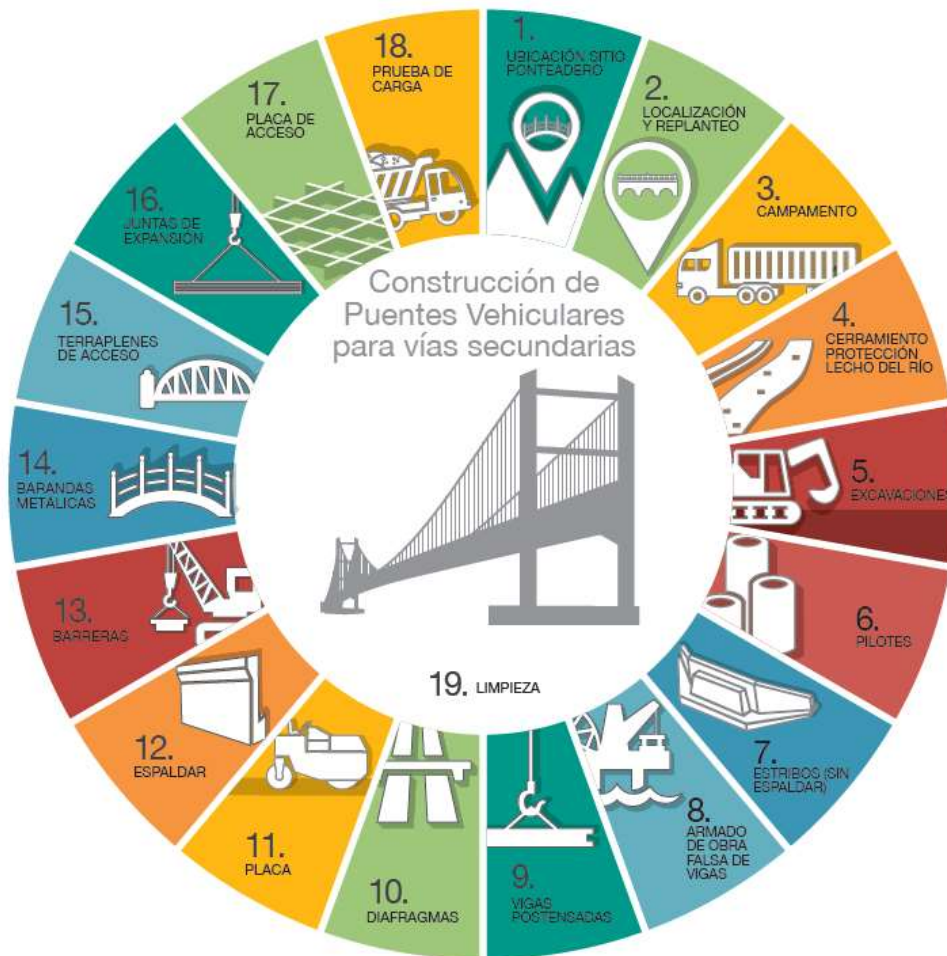 Construcción de
Puentes Vehiculares
para vías secundarias
1.
UBICACIÓN SITIO
PONTEADERO
2.
LOCALIZACIÓN
Y REPLANTEO
3.
CAMPAMENTO
4.
CERRAMIENTO
PROTECCIÓN
LECHO DEL RÍO
5.
EXCAVACIONES
6.
PILOTES
7.
ESTRIBOS (SIN
ESPALDAR)
8.
ARMADO
DE OBRA
FALSA DE
VIGAS
9.
VIGAS
POSTENSADAS
10.
DIAFRAGMAS
11.
PLACA
12.
ESPALDAR
13.
BARRERAS
14.
BARANDAS
METÁLICAS
15.
TERRAPLENES
DE ACCESO
16.
JUNTAS DE
EXPANSIÓN
17.
PLACA DE
ACCESO
18.
PRUEBA DE
CARGA
19. LIMPIEZA